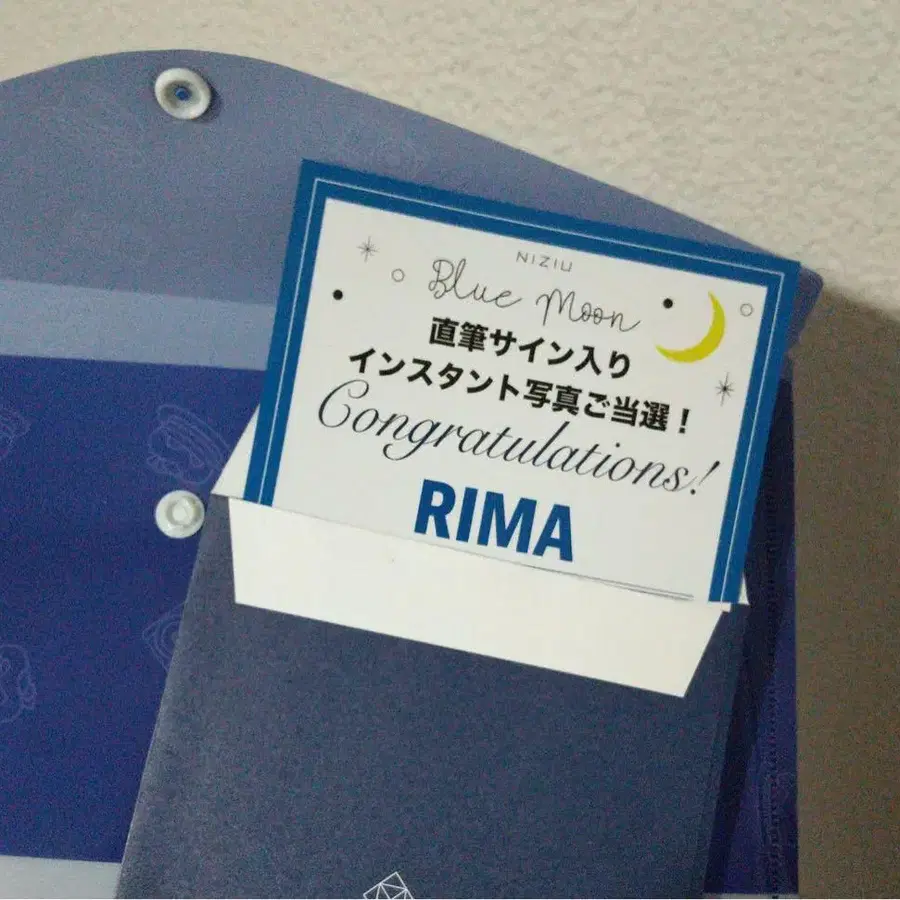 NIZIU
Blue Moon
直筆サイン入り
インスタント写真ご当選！
Congratulations!
RIMA